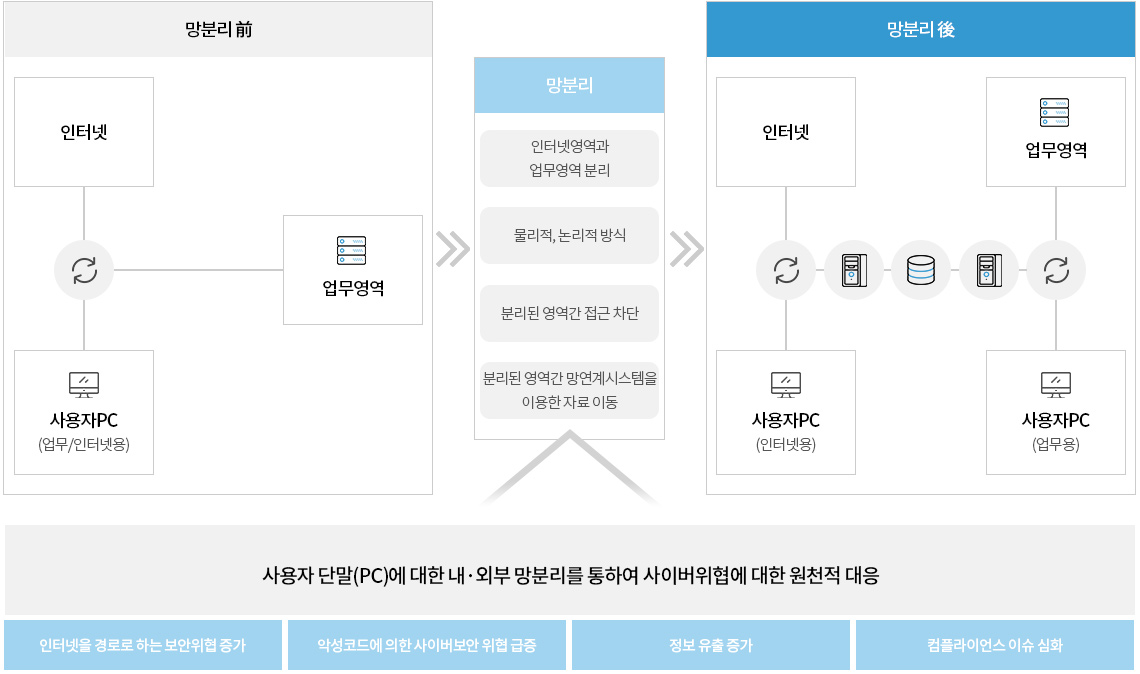 망분리 前
인터넷
업무영역
사용자PC
(업무/인터넷용)
망분리
인터넷영역과
업무영역 분리
물리적, 논리적 방식
분리된 영역간 접근 차단
분리된 영역간 망연계시스템을
이용한 자료 이동
망분리 後
인터넷
업무영역
사용자PC
(인터넷용)
사용자PC
(업무용)
사용자 단말(PC)에 대한 내·외부 망분리를 통하여 사이버위협에 대한 원천적 대응
인터넷을 경로로 하는 보안위협 증가
악성코드에 의한 사이버보안 위협 급증
정보 유출 증가
컴플라이언스 이슈 심화